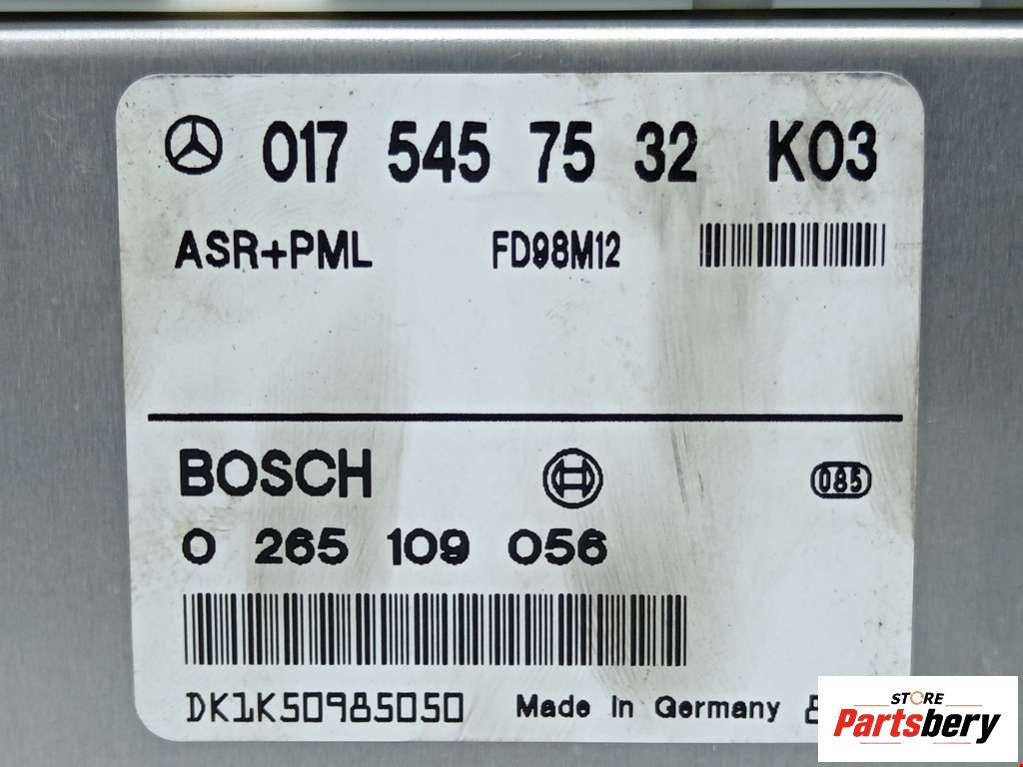 017 545 75 32 K03
ASR+PML FD98M12
BOSCH 085
0 265 109 056
DK1K50985050 Made In Germany
STORE
Partsbery